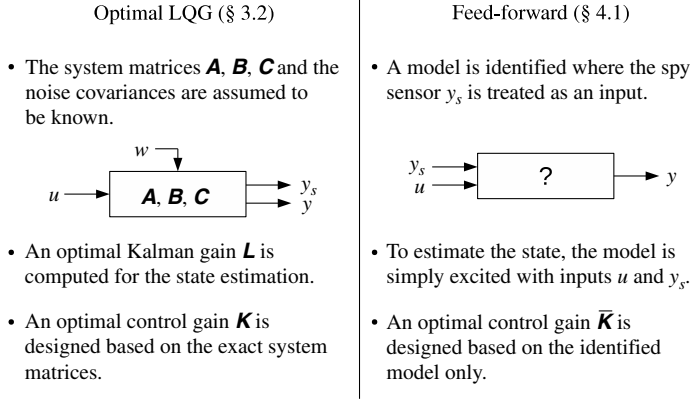 Optimal LQG (§ 3.2)
• The system matrices A, B, C and the
noise covariances are assumed to
be known.
w
u
A, B, C
y_s
y
• An optimal Kalman gain L is
computed for the state estimation.
• An optimal control gain K is
designed based on the exact system
matrices.
Feed-forward (§ 4.1)
• A model is identified where the spy
sensor y_s is treated as an input.
y_s
u
?
y
• To estimate the state, the model is
simply excited with inputs u and y_s.
• An optimal control gain K̅ is
designed based on the identified
model only.